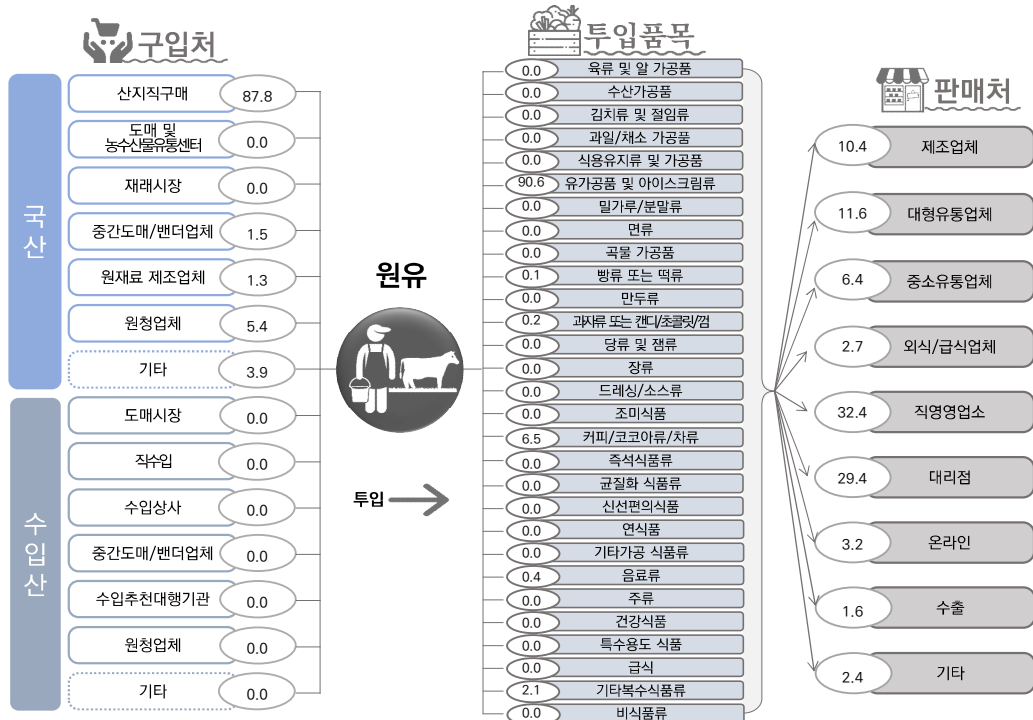 구입처
국산
산지직구매 87.8
도매 및
농수산물유통센터 0.0
재래시장 0.0
중간도매/밴더업체 1.5
원재료 제조업체 1.3
원청업체 5.4
기타 3.9
수입산
도매시장 0.0
직수입 0.0
수입상사 0.0
중간도매/밴더업체 0.0
수입추천대행기관 0.0
원청업체 0.0
기타 0.0
원유
투입
투입품목
0.0 육류 및 알 가공품
0.0 수산가공품
0.0 김치류 및 절임류
0.0 과일/채소 가공품
0.0 식용유지류 및 가공품
90.6 유가공품 및 아이스크림류
0.0 밀가루/분말류
0.0 면류
0.0 곡물 가공품
0.1 빵류 또는 떡류
0.0 만두류
0.2 과자류 또는 캔디/초콜릿/껌
0.0 당류 및 잼류
0.0 장류
0.0 드레싱/소스류
0.0 조미식품
6.5 커피/코코아류/차류
0.0 즉석식품류
0.0 균질화 식품류
0.0 신선편의식품
0.0 연식품
0.0 기타가공 식품류
0.4 음료류
0.0 주류
0.0 건강식품
0.0 특수용도 식품
0.0 급식
2.1 기타복수식품류
0.0 비식품류
판매처
10.4 제조업체
11.6 대형유통업체
6.4 중소유통업체
2.7 외식/급식업체
32.4 직영영업소
29.4 대리점
3.2 온라인
1.6 수출
2.4 기타